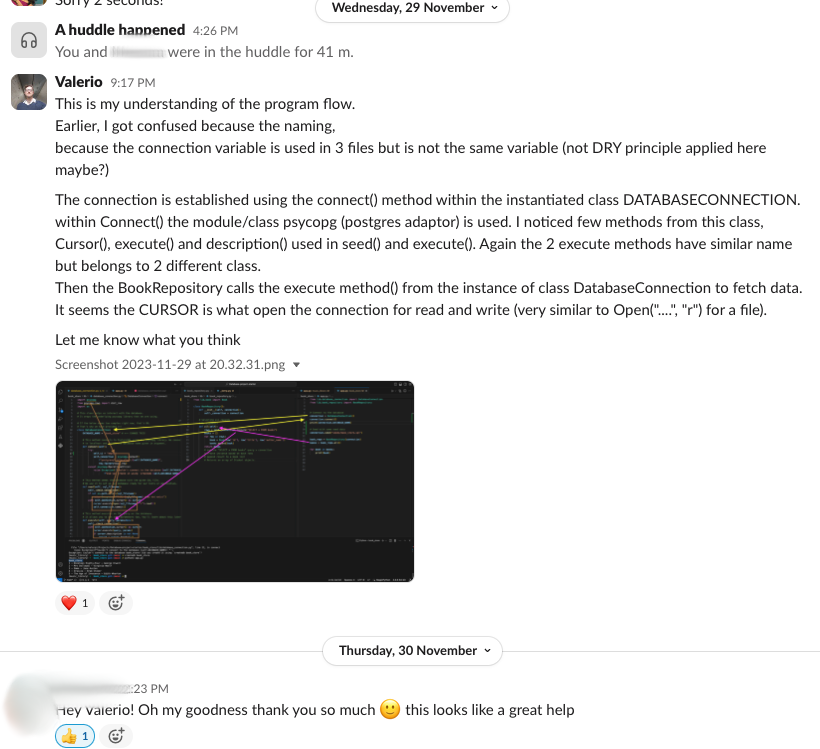 Sorry 2 seconds!
Wednesday, 29 November
A huddle happened 4:26 PM
You and were in the huddle for 41 m.
Valerio 9:17 PM
This is my understanding of the program flow.
Earlier, I got confused because the naming,
because the connection variable is used in 3 files but is not the same variable (not DRY principle applied here
maybe?)
The connection is established using the connect() method within the instantiated class DATABASECONNECTION.
within Connect() the module/class psycopg (postgres adaptor) is used. I noticed few methods from this class,
Cursor(), execute() and description() used in seed() and execute(). Again the 2 execute methods have similar name
but belongs to 2 different class.
Then the BookRepository calls the execute method() from the instance of class DatabaseConnection to fetch data.
It seems the CURSOR is what open the connection for read and write (very similar to Open("....", "r") for a file).
Let me know what you think
Screenshot 2023-11-29 at 20.32.31.png
❤️ 1
Thursday, 30 November
:23 PM
Hey Valerio! Oh my goodness thank you so much 🙂 this looks like a great help
👍 1